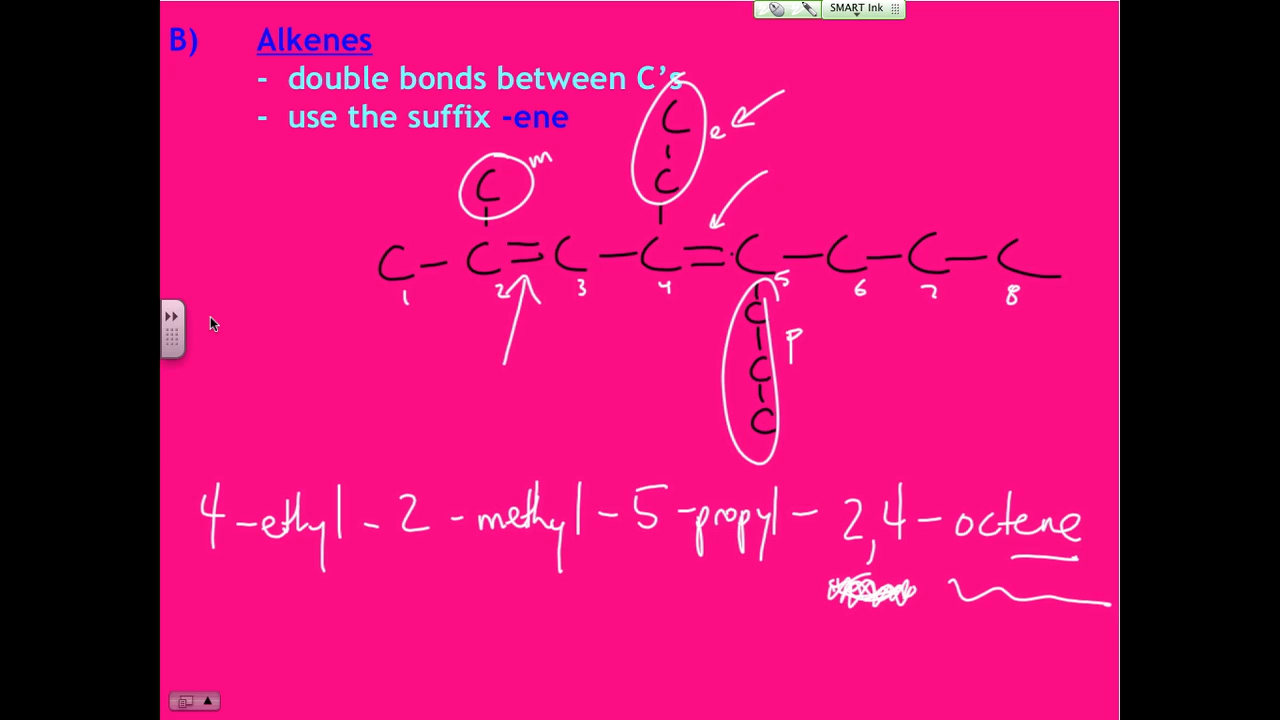 SMART Ink
B) Alkenes
- double bonds between C's
- use the suffix -ene
C e
C m C
C - C = C - C = C - C - C - C
1 2 3 4 5 6 7 8
C
C p
C
4-ethyl-2-methyl-5-propyl-2,4-octene